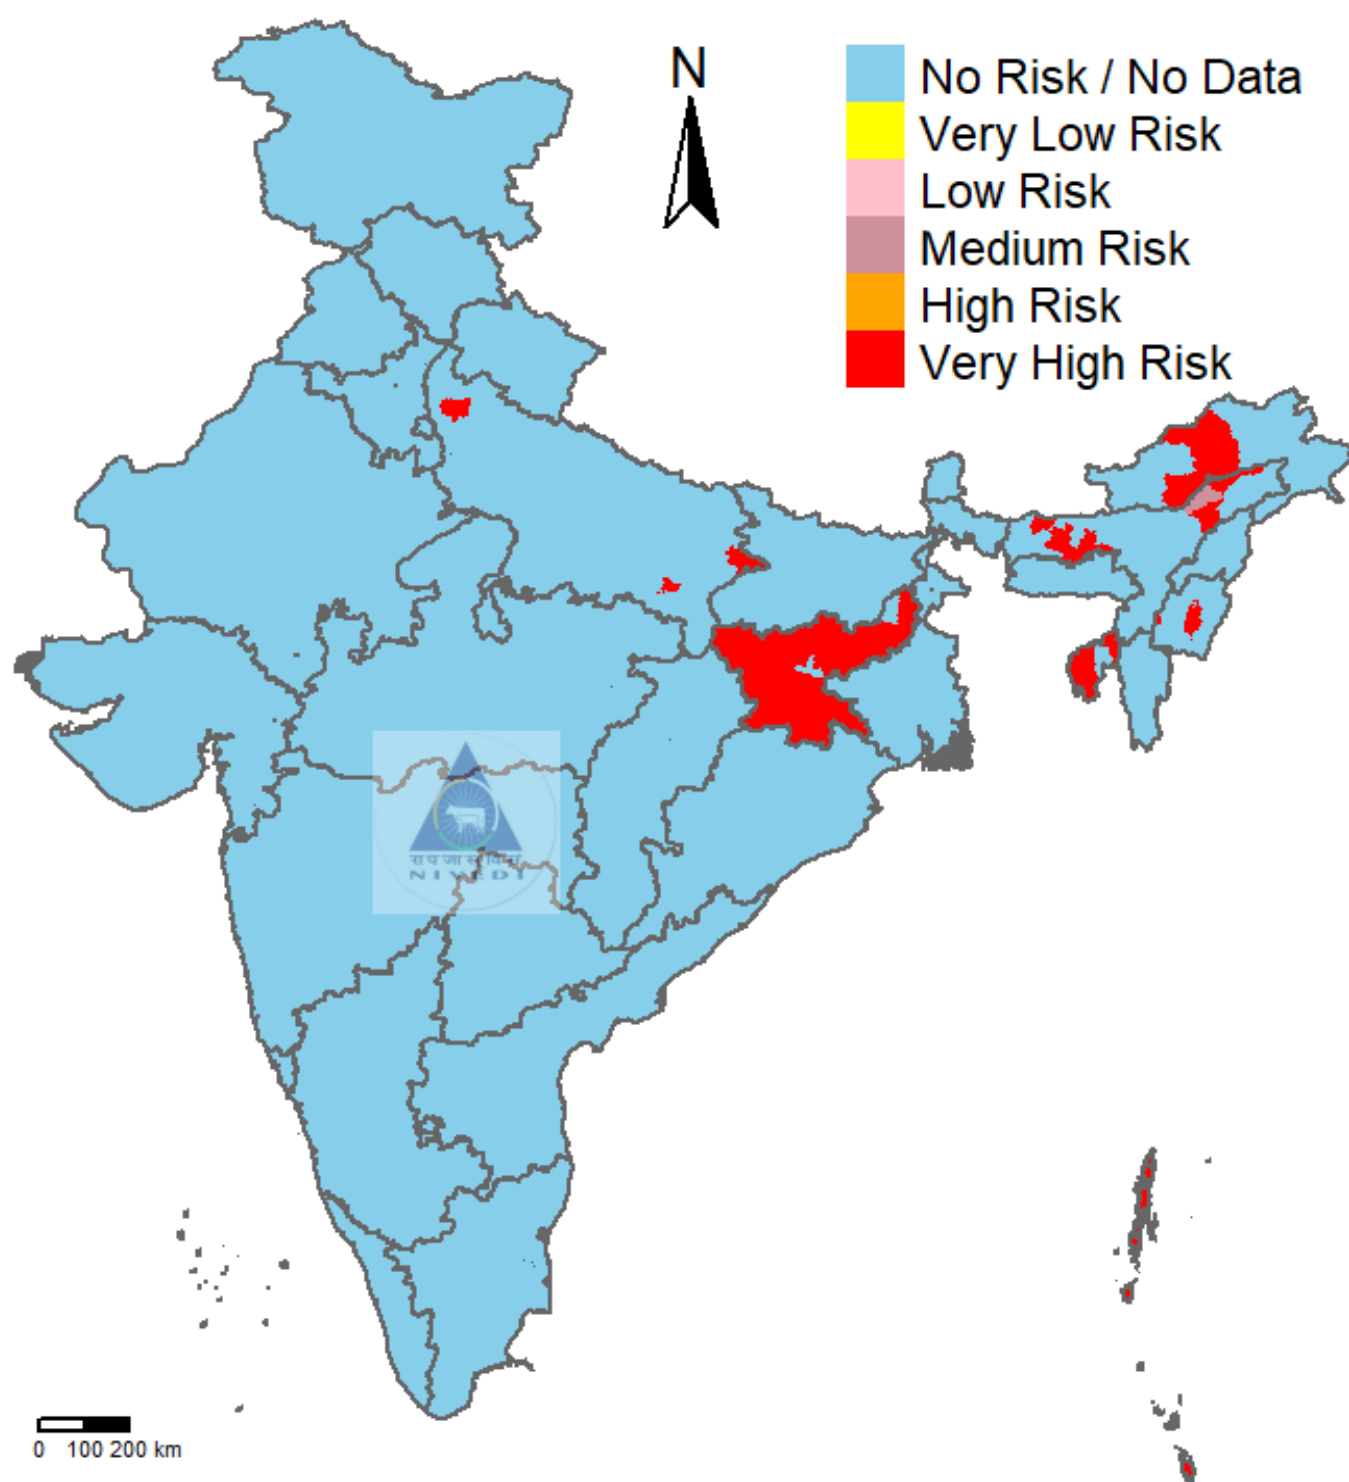 N
No Risk / No Data
Very Low Risk
Low Risk
Medium Risk
High Risk
Very High Risk
NIVEDI
0 100 200 km